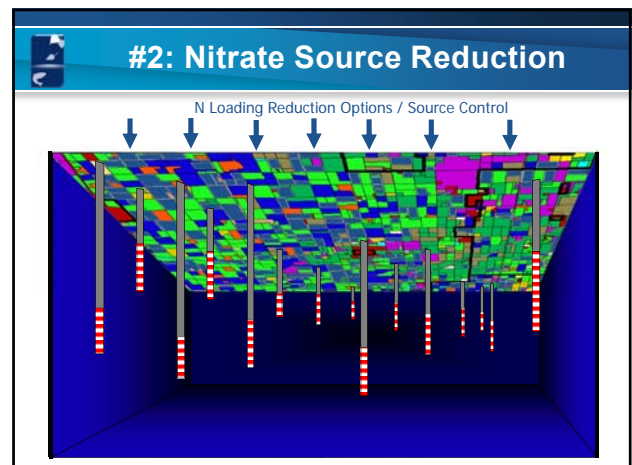 #2: Nitrate Source Reduction
N Loading Reduction Options / Source Control